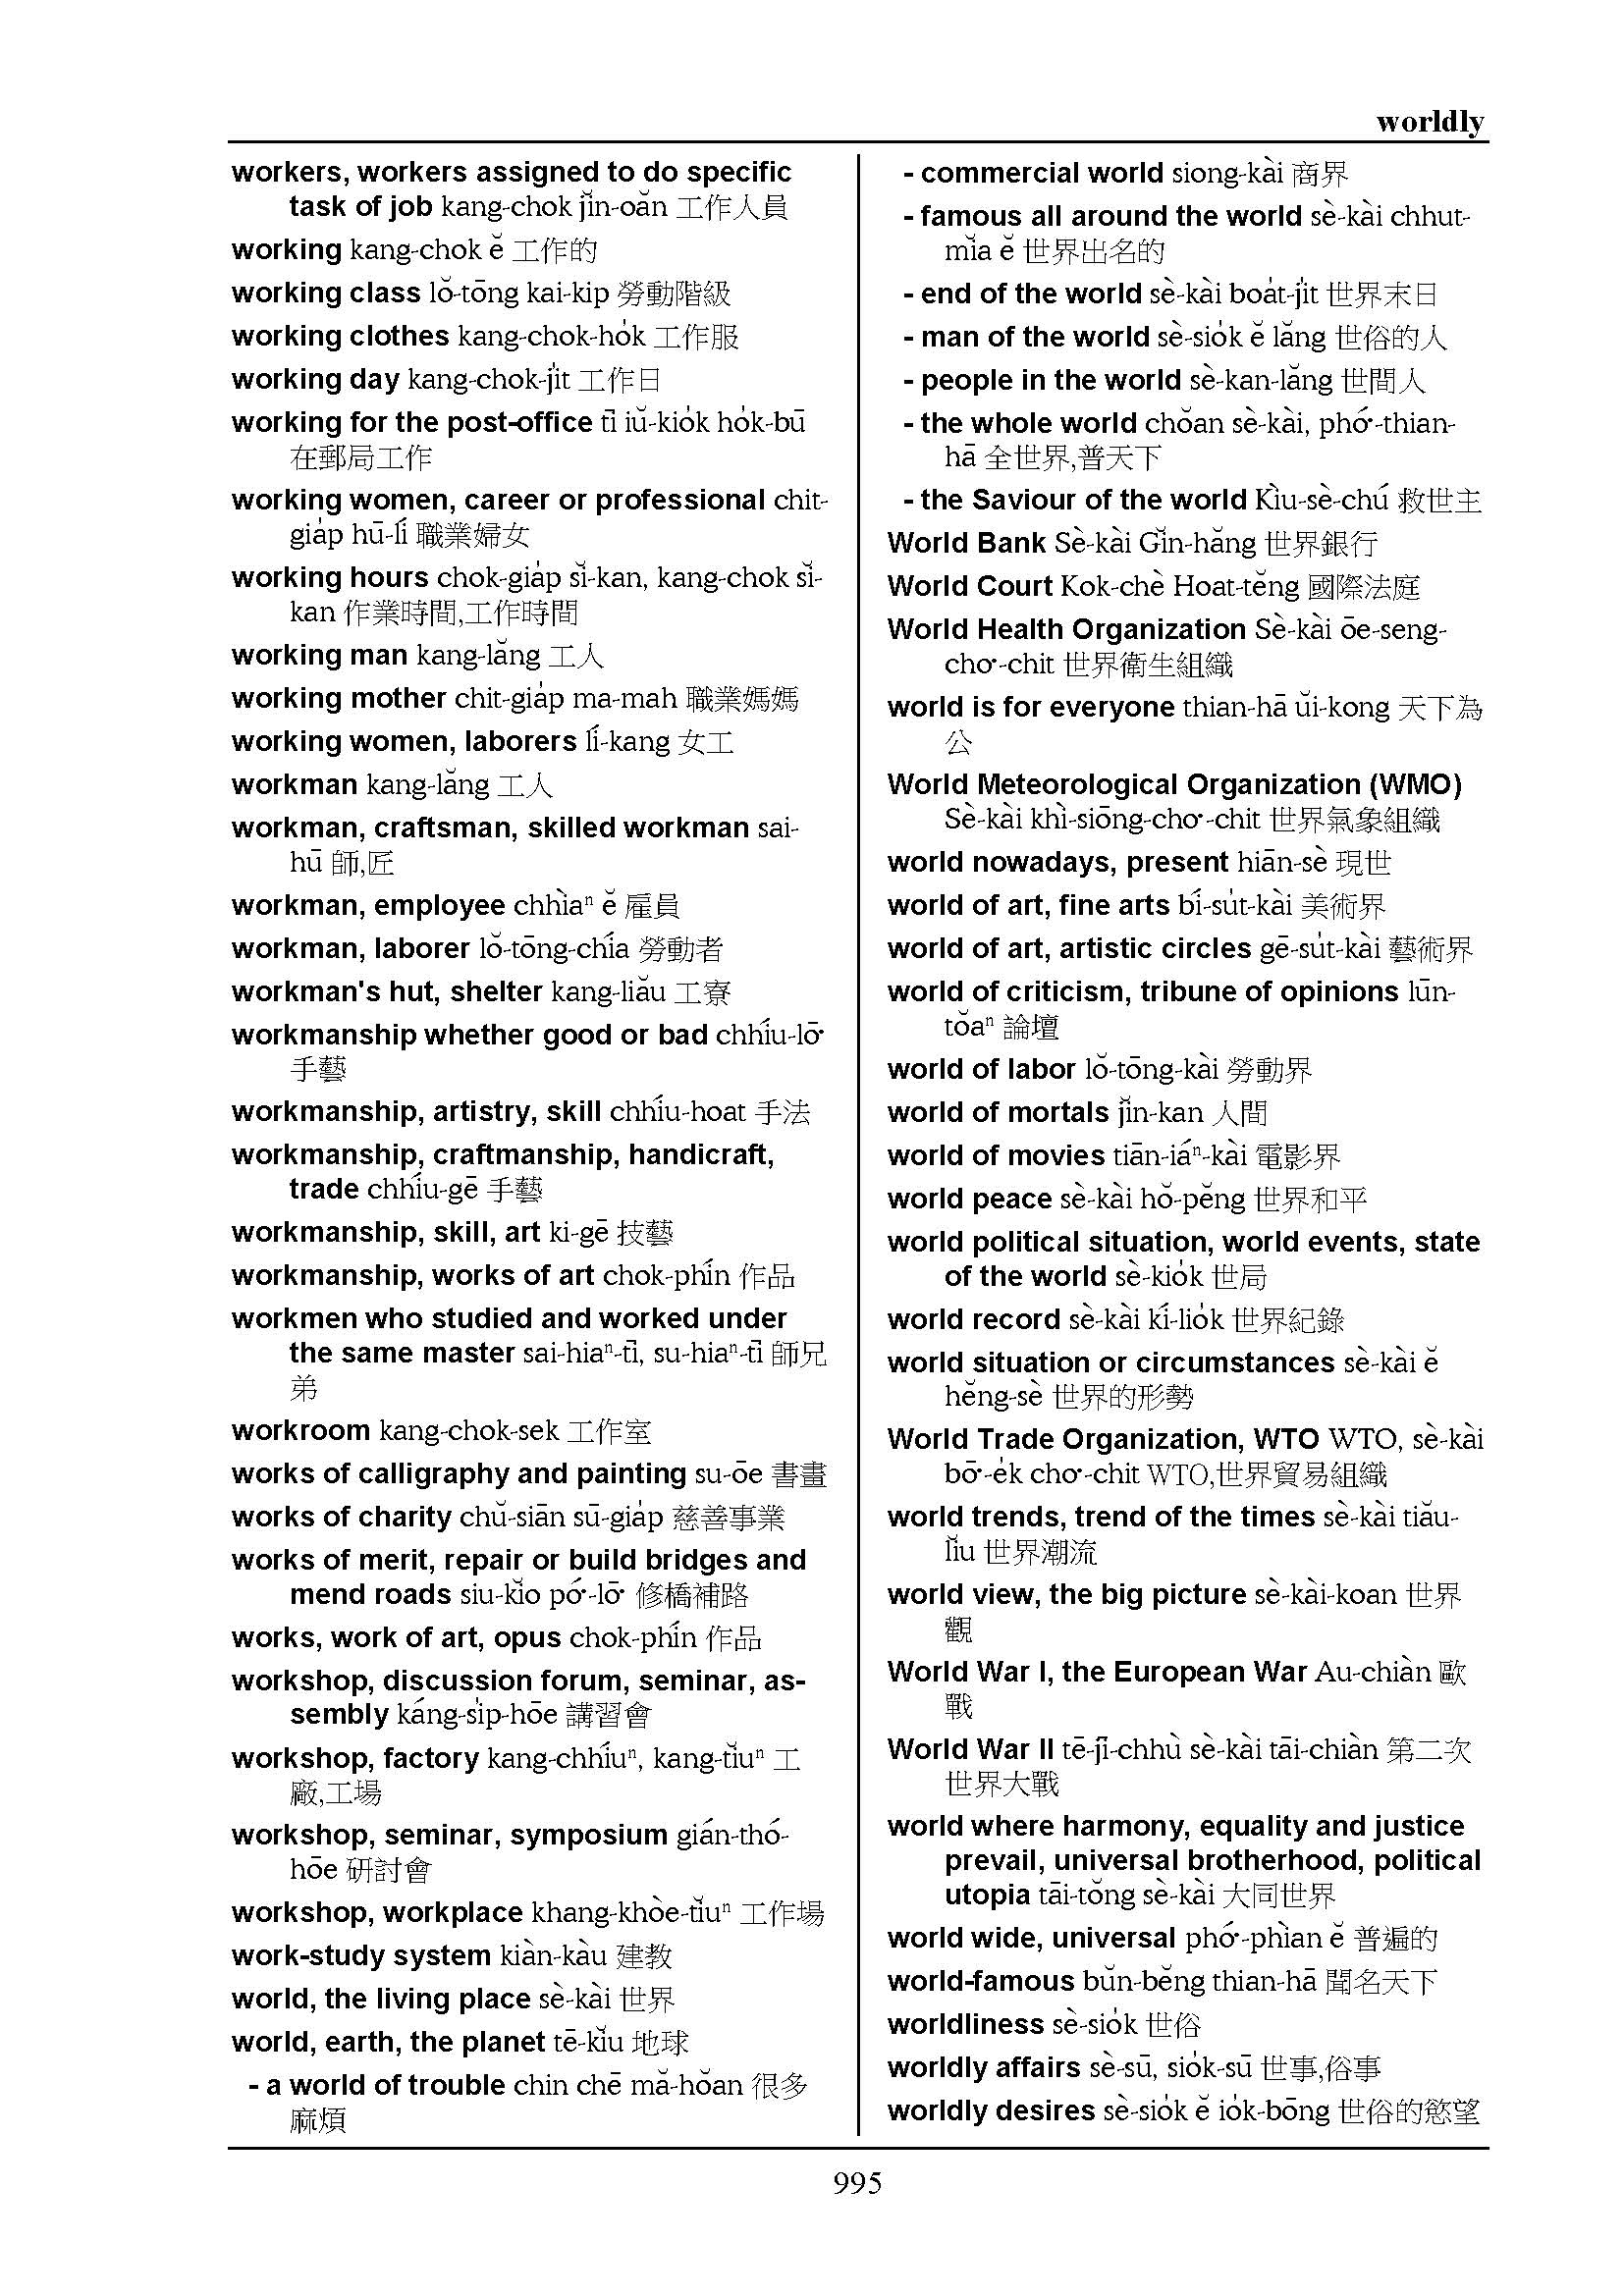 worldly
workers, workers assigned to do specific
task of job kang-chok jĭn-oăn 工作人員
working kang-chok ĕ 工作的
working class lŏ-tōng kai-kip 勞動階級
working clothes kang-chok-ho̍k 工作服
working day kang-chok-ji̍t 工作日
working for the post-office tī iŭ-kio̍k ho̍k-bū
在郵局工作
working women, career or professional chit-
gia̍p hū-lí 職業婦女
working hours chok-gia̍p sĭ-kan, kang-chok sĭ-
kan 作業時間,工作時間
working man kang-lăng 工人
working mother chit-gia̍p ma-mah 職業媽媽
working women, laborers lí-kang 女工
workman kang-lăng 工人
workman, craftsman, skilled workman sai-
hū 師,匠
workman, employee chhìaⁿ ĕ 雇員
workman, laborer lŏ-tōng-chía 勞動者
workman's hut, shelter kang-liău 工寮
workmanship whether good or bad chhíu-lō͘
手藝
workmanship, artistry, skill chhíu-hoat 手法
workmanship, craftmanship, handicraft,
trade chhíu-gē 手藝
workmanship, skill, art ki-gē 技藝
workmanship, works of art chok-phín 作品
workmen who studied and worked under
the same master sai-hiaⁿ-tī, su-hiaⁿ-tī 師兄
弟
workroom kang-chok-sek 工作室
works of calligraphy and painting su-ōe 書畫
works of charity chŭ-siān sū-gia̍p 慈善事業
works of merit, repair or build bridges and
mend roads siu-kĭo pó͘-lō͘ 修橋補路
works, work of art, opus chok-phín 作品
workshop, discussion forum, seminar, as-
sembly káng-si̍p-hōe 講習會
workshop, factory kang-chhíuⁿ, kang-tĭuⁿ 工
廠,工場
workshop, seminar, symposium gián-thó-
hōe 研討會
workshop, workplace khang-khòe-tĭuⁿ 工作場
work-study system kiàn-kàu 建教
world, the living place sè-kài 世界
world, earth, the planet tē-kĭu 地球
- a world of trouble chin chē mă-hoăn 很多
麻煩
- commercial world siong-kài 商界
- famous all around the world sè-kài chhut-
mĭa ĕ 世界出名的
- end of the world sè-kài boa̍t-ji̍t 世界末日
- man of the world sè-sio̍k ĕ lăng 世俗的人
- people in the world sè-kan-lăng 世間人
- the whole world chŏan sè-kài, phó͘-thian-
hā 全世界,普天下
- the Saviour of the world Kìu-sè-chú 救世主
World Bank Sè-kài Gĭn-hăng 世界銀行
World Court Kok-chè Hoat-tĕng 國際法庭
World Health Organization Sè-kài ōe-seng-
cho͘-chit 世界衛生組織
world is for everyone thian-hā ŭi-kong 天下為
公
World Meteorological Organization (WMO)
Sè-kài khì-siōng-cho͘-chit 世界氣象組織
world nowadays, present hiān-sè 現世
world of art, fine arts bí-su̍t-kài 美術界
world of art, artistic circles gē-su̍t-kài 藝術界
world of criticism, tribune of opinions lūn-
tŏaⁿ 論壇
world of labor lŏ-tōng-kài 勞動界
world of mortals jĭn-kan 人間
world of movies tiān-iáⁿ-kài 電影界
world peace sè-kài hŏ-pĕng 世界和平
world political situation, world events, state
of the world sè-kio̍k 世局
world record sè-kài kí-lio̍k 世界紀錄
world situation or circumstances sè-kài ĕ
hĕng-sè 世界的形勢
World Trade Organization, WTO WTO, sè-kài
bō͘-e̍k cho͘-chit WTO,世界貿易組織
world trends, trend of the times sè-kài tiău-
lĭu 世界潮流
world view, the big picture sè-kài-koan 世界
觀
World War I, the European War Au-chiàn 歐
戰
World War II tē-jī-chhù sè-kài tāi-chiàn 第二次
世界大戰
world where harmony, equality and justice
prevail, universal brotherhood, political
utopia tāi-tŏng sè-kài 大同世界
world wide, universal phó͘-phìan ĕ 普遍的
world-famous bŭn-bĕng thian-hā 聞名天下
worldliness sè-sio̍k 世俗
worldly affairs sè-sū, sio̍k-sū 世事,俗事
worldly desires sè-sio̍k ĕ io̍k-bōng 世俗的慾望
995